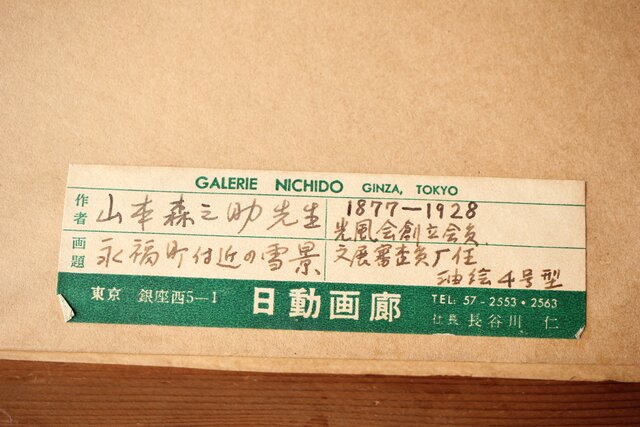 GALERIE NICHIDO GINZA, TOKYO
作者 山本森之助先生
1877—1928
光風会創立会員
画題 永福町付近の雪景
文展審査員歴任
油絵4号型
東京 銀座西5—1 日動画廊 TEL: 57-2553・2563
社長 長谷川 仁